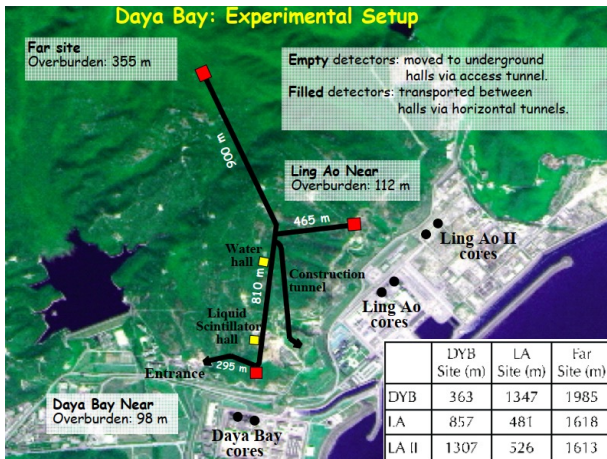 Daya Bay: Experimental Setup
Far site
Overburden: 355 m
Empty detectors: moved to underground
halls via access tunnel.
Filled detectors: transported between
halls via horizontal tunnels.
900 m
Ling Ao Near
Overburden: 112 m
465 m
Water
hall
810 m
Construction
tunnel
Ling Ao II
cores
Ling Ao
cores
Liquid
Scintillator
hall
295 m
Entrance
Daya Bay Near
Overburden: 98 m
Daya Bay
cores
DYB LA Far
Site (m) Site (m) Site (m)
DYB 363 1347 1985
LA 857 481 1618
LA II 1307 526 1613